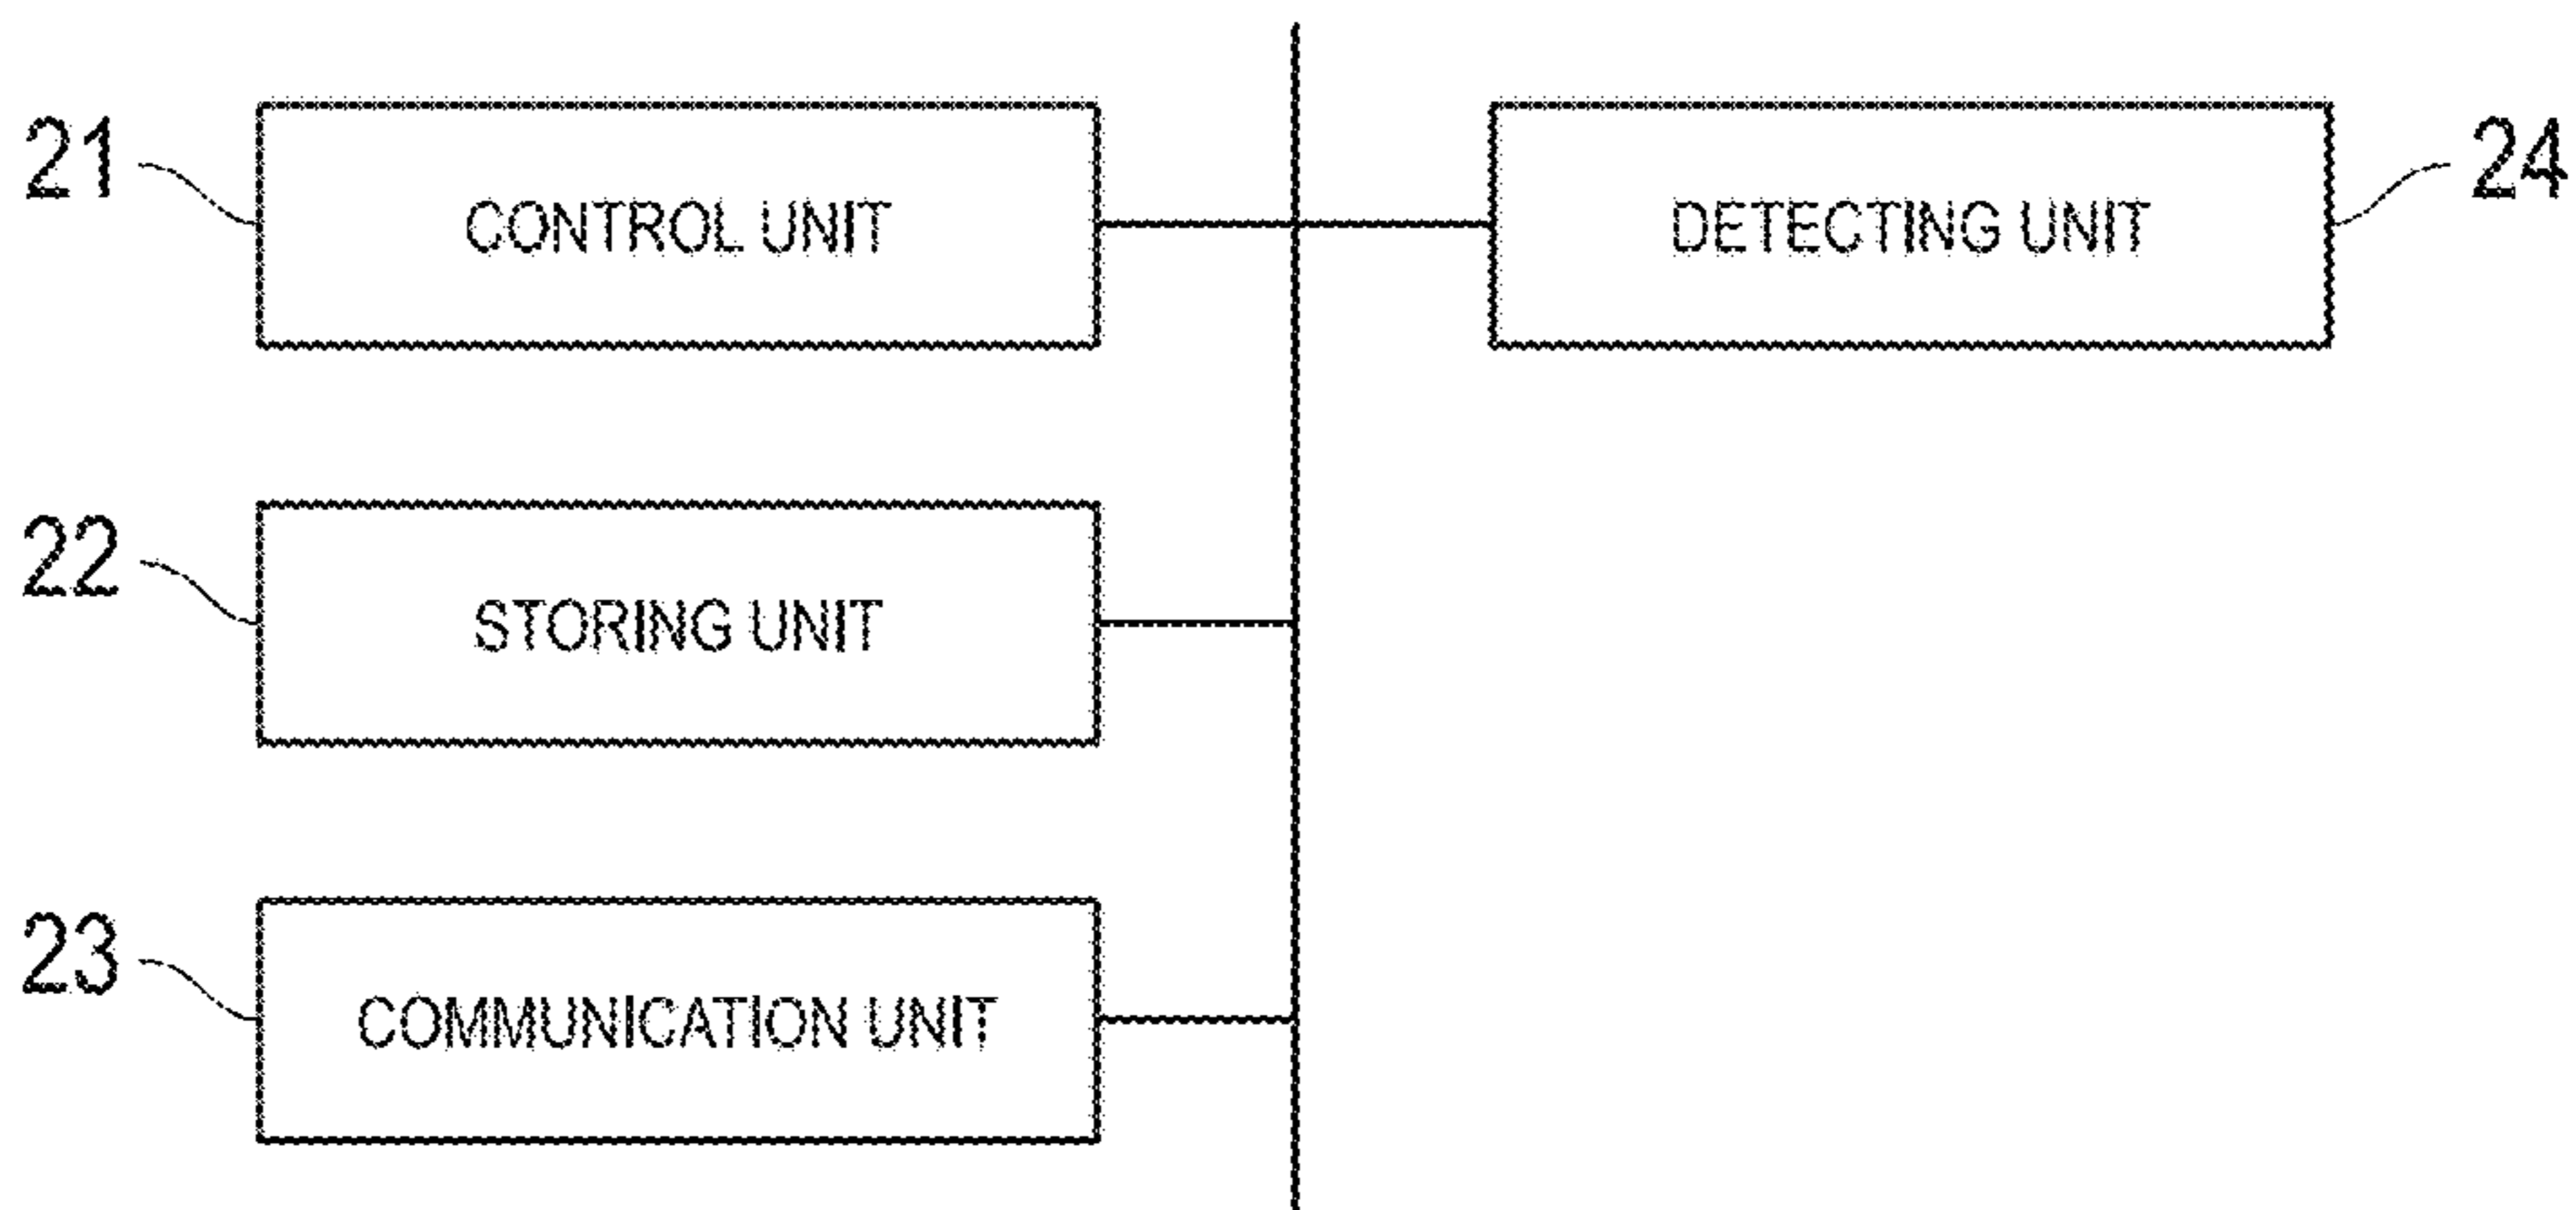 21 CONTROL UNIT DETECTING UNIT 24
22 STORING UNIT
23 COMMUNICATION UNIT